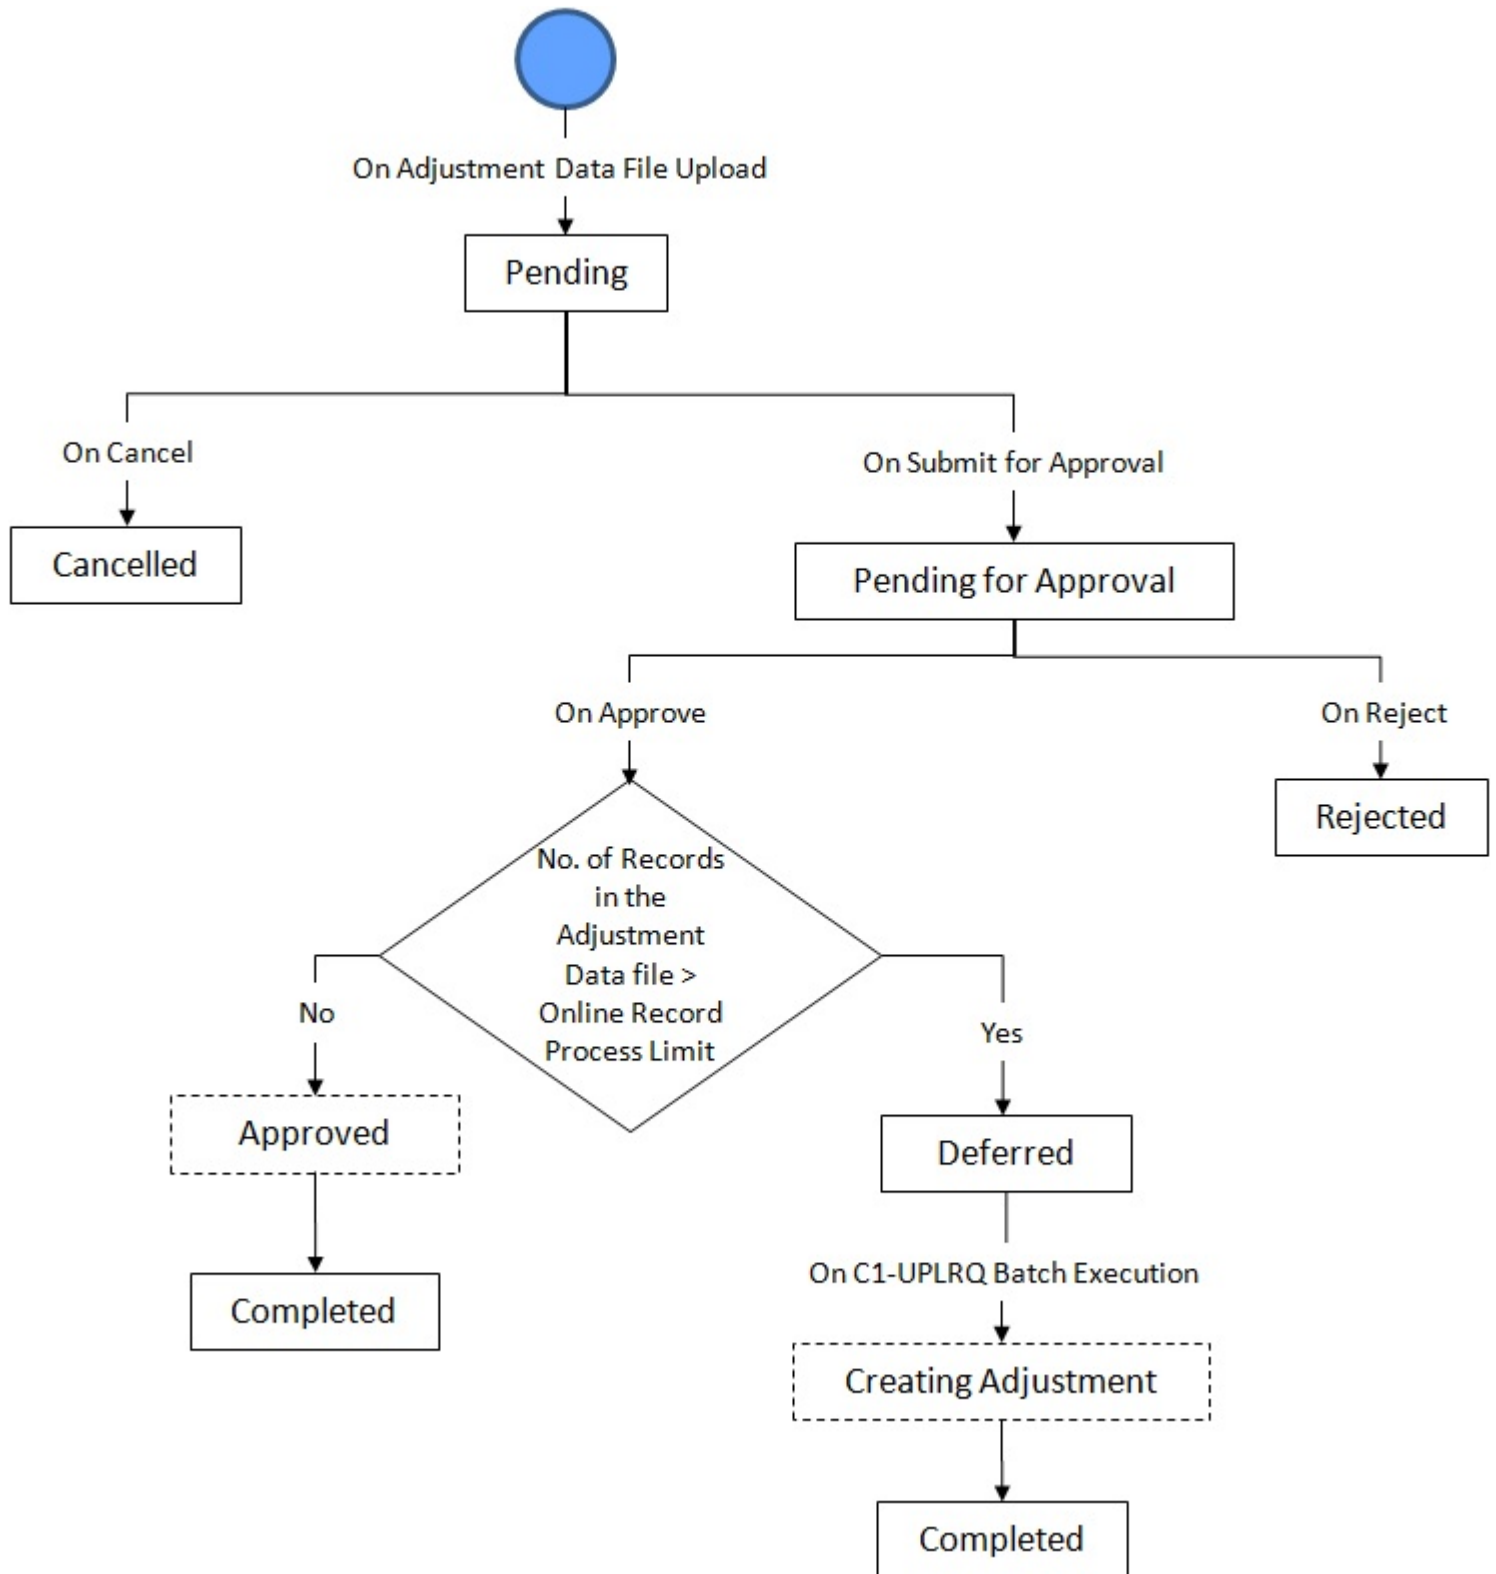 On Adjustment Data File Upload
Pending
On Cancel
On Submit for Approval
Cancelled
Pending for Approval
On Approve
On Reject
Rejected
No. of Records
in the
Adjustment
Data file >
Online Record
Process Limit
No
Yes
Approved
Deferred
Completed
On C1-UPLRQ Batch Execution
Creating Adjustment
Completed